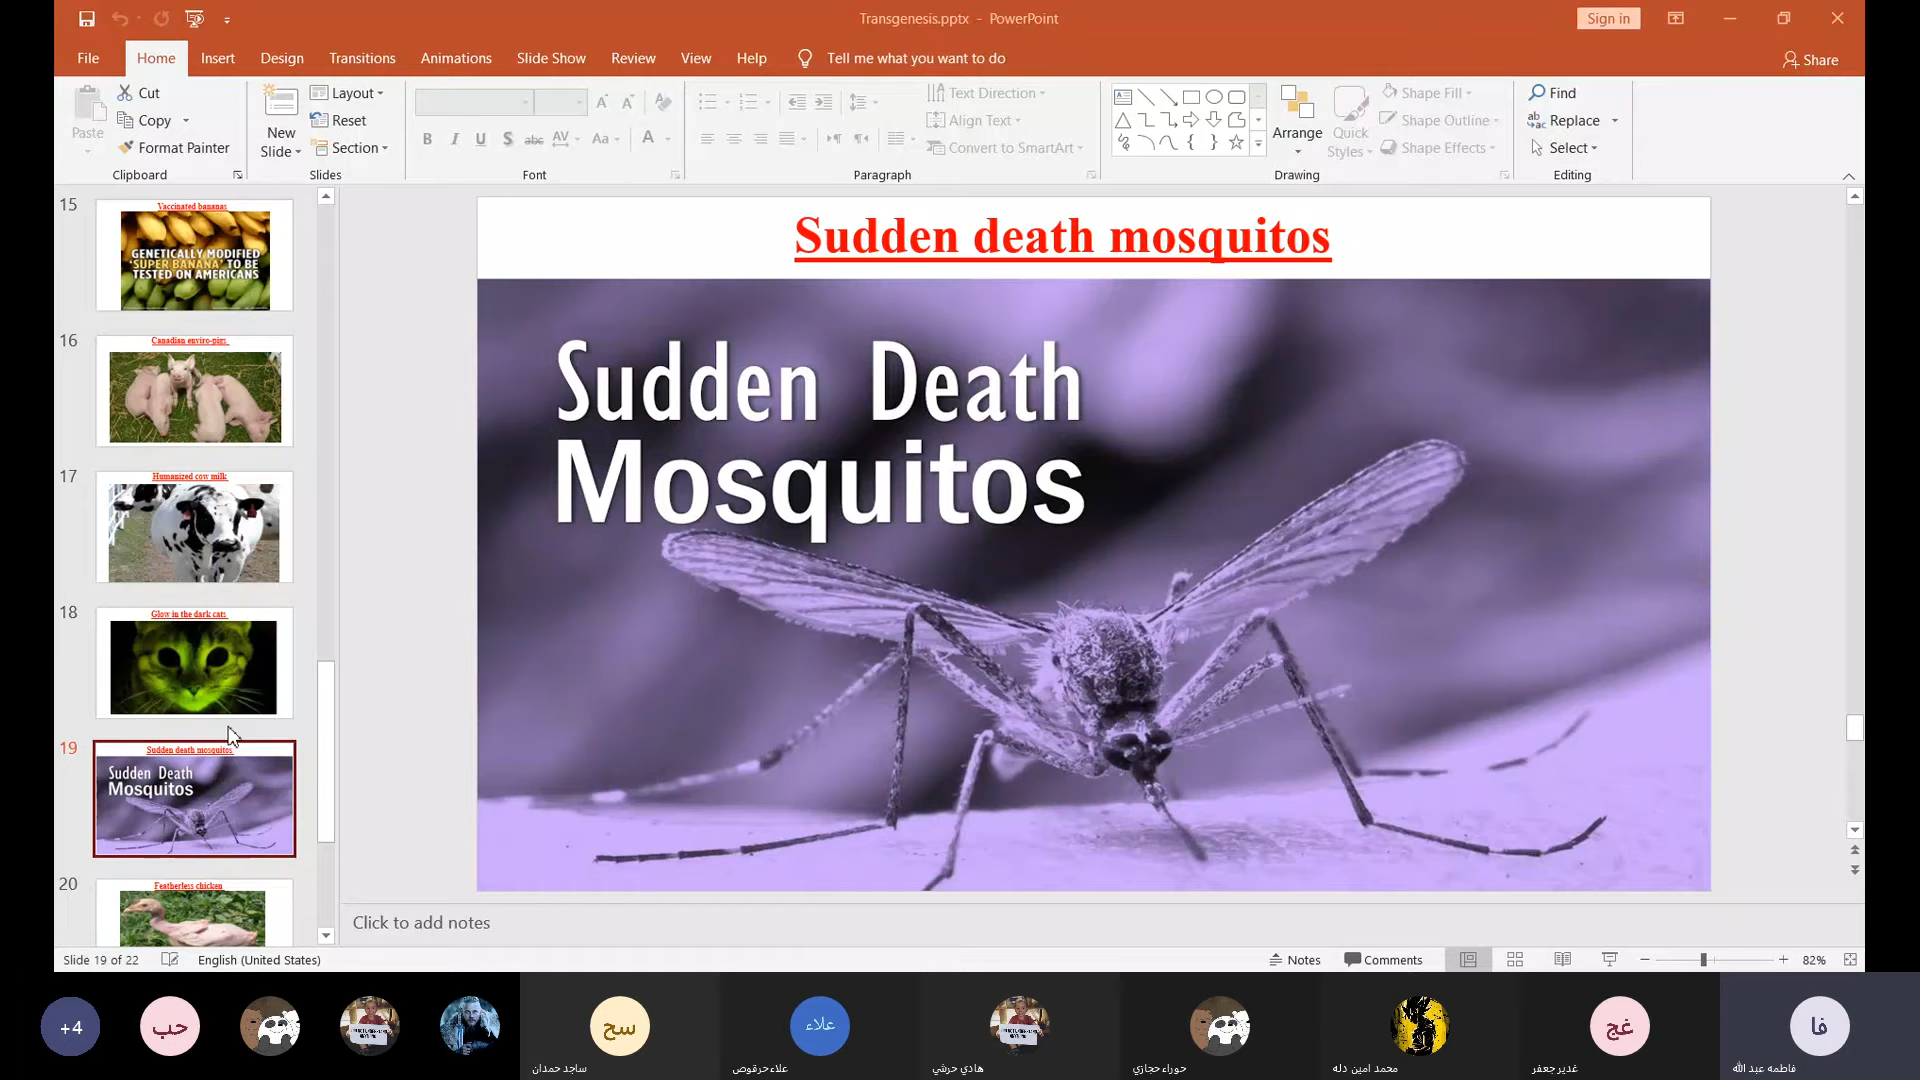 Transgenesis.pptx - PowerPoint
Sign in
File Home Insert Design Transitions Animations Slide Show Review View Help Tell me what you want to do
Share
Paste
Cut
Copy
Format Painter
Clipboard
New Slide
Layout
Reset
Section
Slides
B I U S abc AV Aa A
Font
Text Direction
Align Text
Convert to SmartArt
Paragraph
Arrange
Quick Styles
Shape Fill
Shape Outline
Shape Effects
Drawing
Find
Replace
Select
Editing
15
Vaccinated bananas
GENETICALLY MODIFIED
'SUPER BANANA' TO BE
TESTED ON AMERICANS
16
Canadian enviro-pigs
17
Humanized cow milk
18
Glow in the dark cats
19
Sudden death mosquitos
Sudden Death
Mosquitos
20
Featherless chicken
Sudden death mosquitos
Sudden Death
Mosquitos
Click to add notes
Slide 19 of 22
English (United States)
Notes
Comments
82%
+4
حب
سح
علاء
غج
فا
ساجد حمدان
علاء حرقوص
هادي حرشي
حوراء حجازي
محمد امين دله
غدير جعفر
فاطمه عبد الله